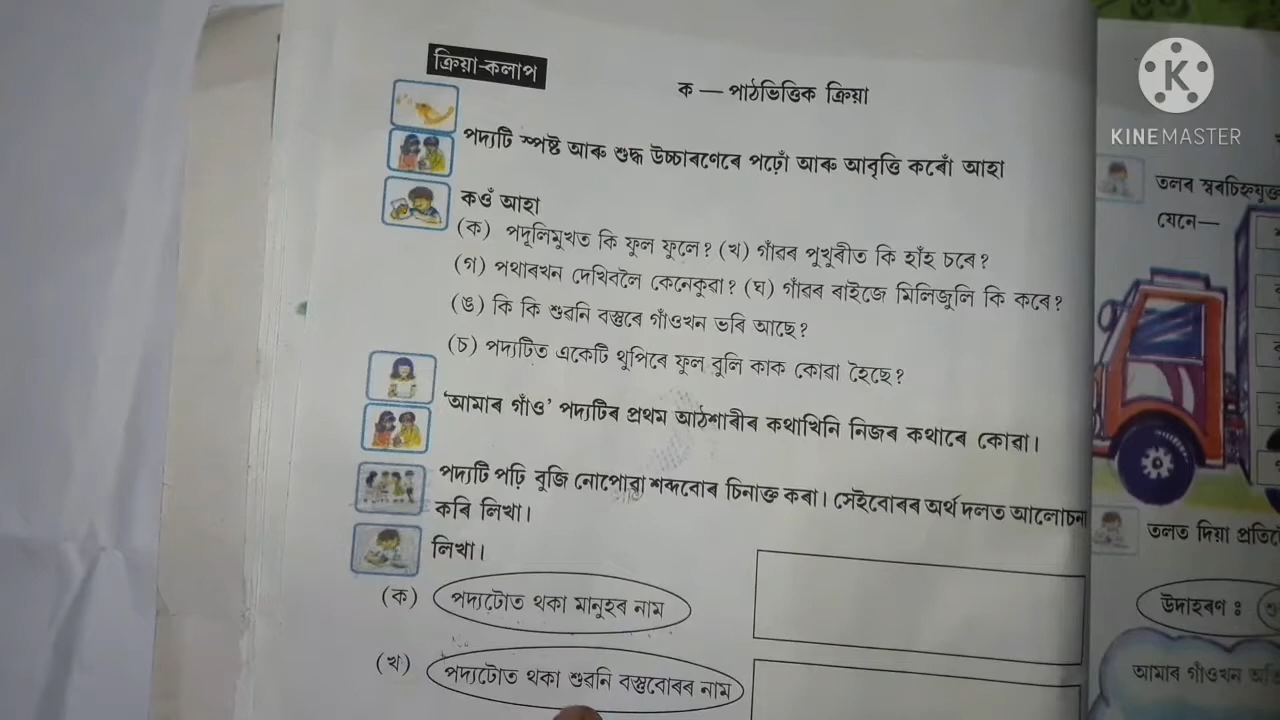 ক্ৰিয়া-কলাপ
ক — পাঠভিত্তিক ক্ৰিয়া
পদ্যটি স্পষ্ট আৰু শুদ্ধ উচ্চাৰণেৰে পঢ়োঁ আৰু আবৃত্তি কৰোঁ আহা
কওঁ আহা
(ক) পদূলিমুখত কি ফুল ফুলে? (খ) গাঁৱৰ পুখুৰীত কি হাঁহ চৰে?
(গ) পথাৰখন দেখিবলৈ কেনেকুৱা? (ঘ) গাঁৱৰ ৰাইজে মিলিজুলি কি কৰে?
(ঙ) কি কি শুৱনি বস্তুৰে গাঁওখন ভৰি আছে?
(চ) পদ্যটিত একেটি থুপিৰে ফুল বুলি কাক কোৱা হৈছে?
'আমাৰ গাঁও' পদ্যটিৰ প্ৰথম আঠশাৰীৰ কথাখিনি নিজৰ কথাৰে কোৱা।
পদ্যটি পঢ়ি বুজি নোপোৱা শব্দবোৰ চিনাক্ত কৰা। সেইবোৰৰ অৰ্থ দলত আলোচনা
কৰি লিখা।
লিখা।
(ক) পদ্যটোত থকা মানুহৰ নাম
(খ) পদ্যটোত থকা শুৱনি বস্তুবোৰৰ নাম
KINEMASTER
তলৰ স্বৰচিহ্নযুক্ত
যেনে—
তলত দিয়া
উদাহৰণ ঃ
আমাৰ গাঁওখন